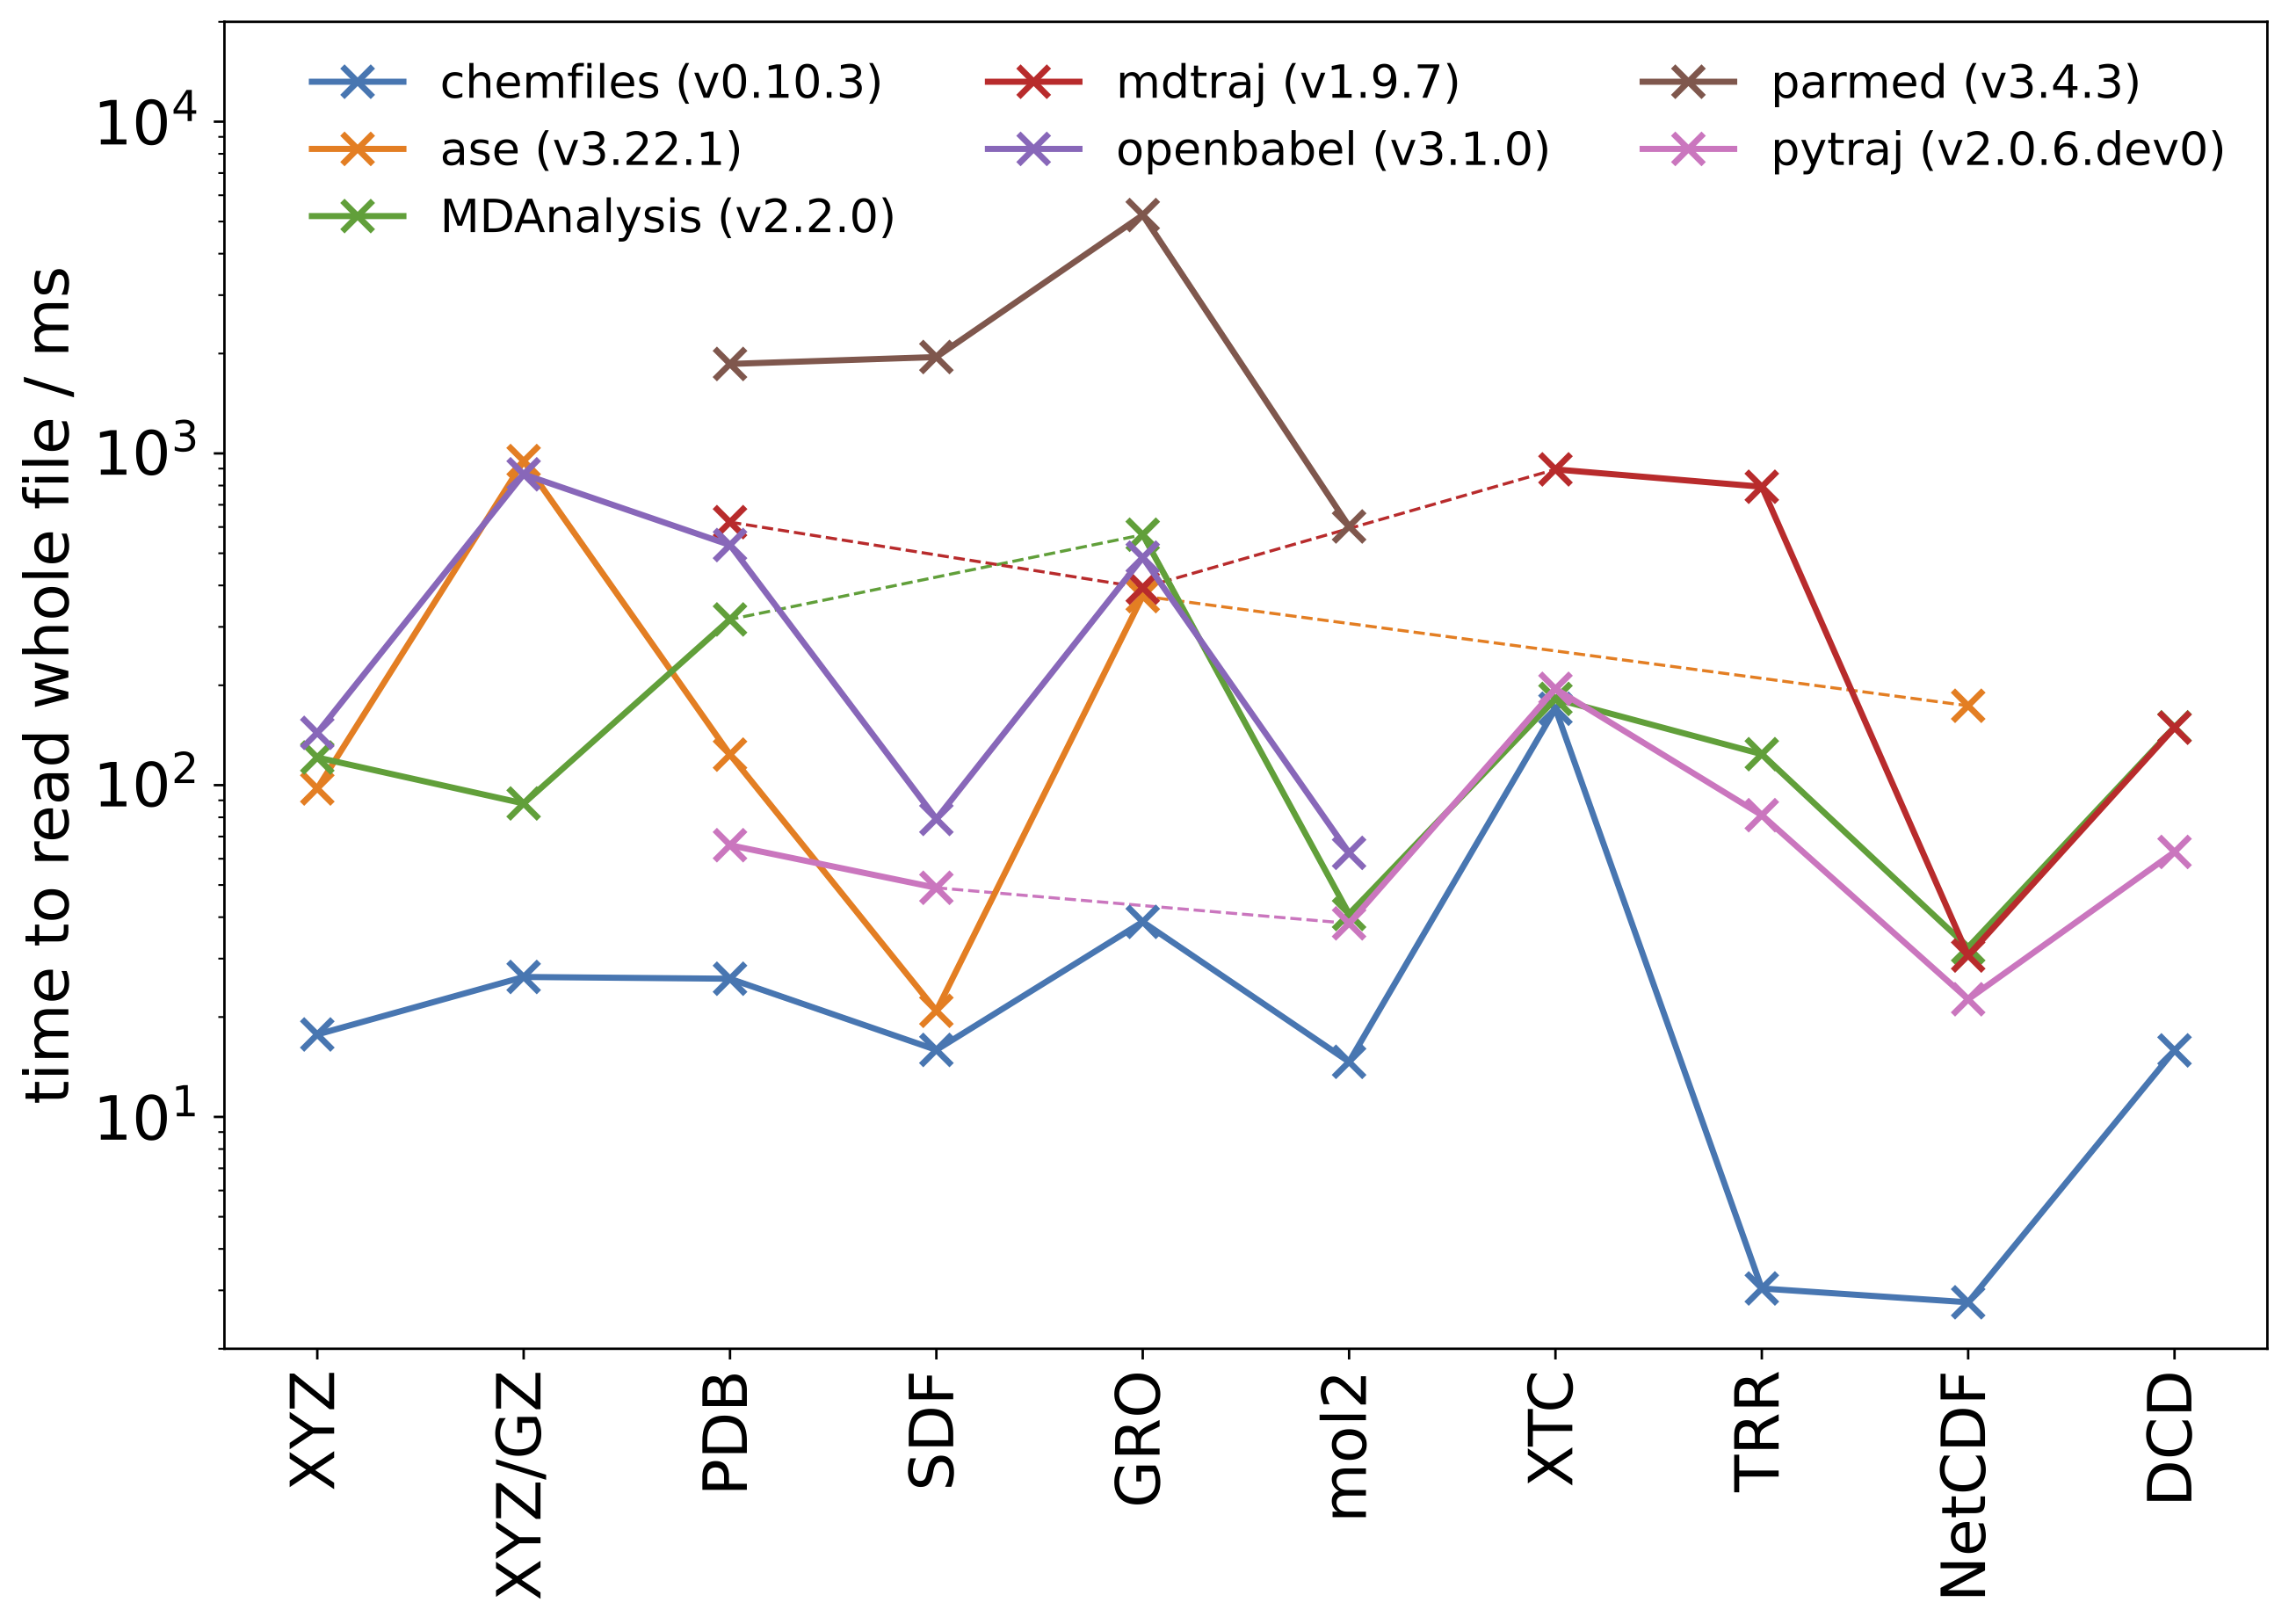 chemfiles (v0.10.3)
ase (v3.22.1)
MDAnalysis (v2.2.0)
mdtraj (v1.9.7)
openbabel (v3.1.0)
parmed (v3.4.3)
pytraj (v2.0.6.dev0)
time to read whole file / ms
10⁴
10³
10²
10¹
XYZ
XYZ/GZ
PDB
SDF
GRO
mol2
XTC
TRR
NetCDF
DCD